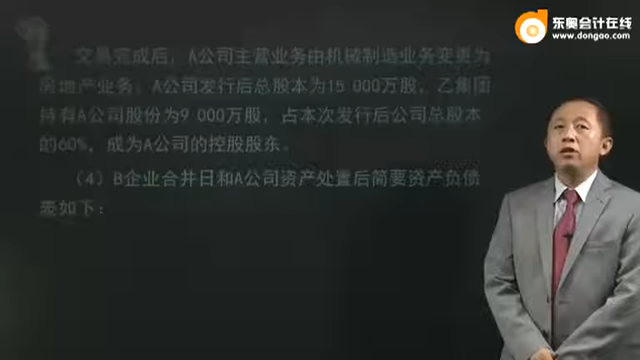 东奥会计在线
www.dongao.com
交易完成后，A公司主营业务由机械制造业务变更为
房地产业务。A公司发行后总股本为15 000万股，乙集团
持有A公司股份为9 000万股，占本次发行后公司总股本
的60%，成为A公司的控股股东。
（4）B企业合并日和A公司资产处置后简要资产负债
表如下：